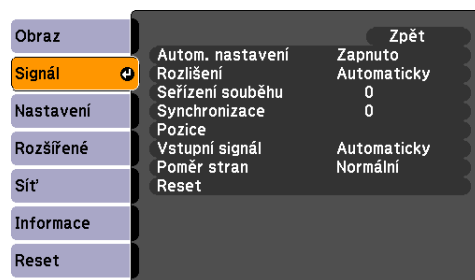 Obraz
Signál
Nastavení
Rozšířené
Síť
Informace
Reset
Zpět
Autom. nastavení Zapnuto
Rozlišení Automaticky
Seřízení souběhu 0
Synchronizace 0
Pozice
Vstupní signál Automaticky
Poměr stran Normální
Reset